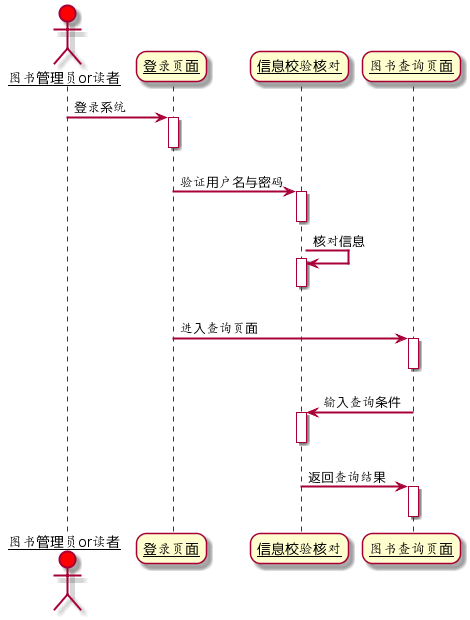 图书管理员or读者
登录页面
信息校验核对
图书查询页面
登录系统
验证用户名与密码
核对信息
进入查询页面
输入查询条件
返回查询结果
图书管理员or读者
登录页面
信息校验核对
图书查询页面